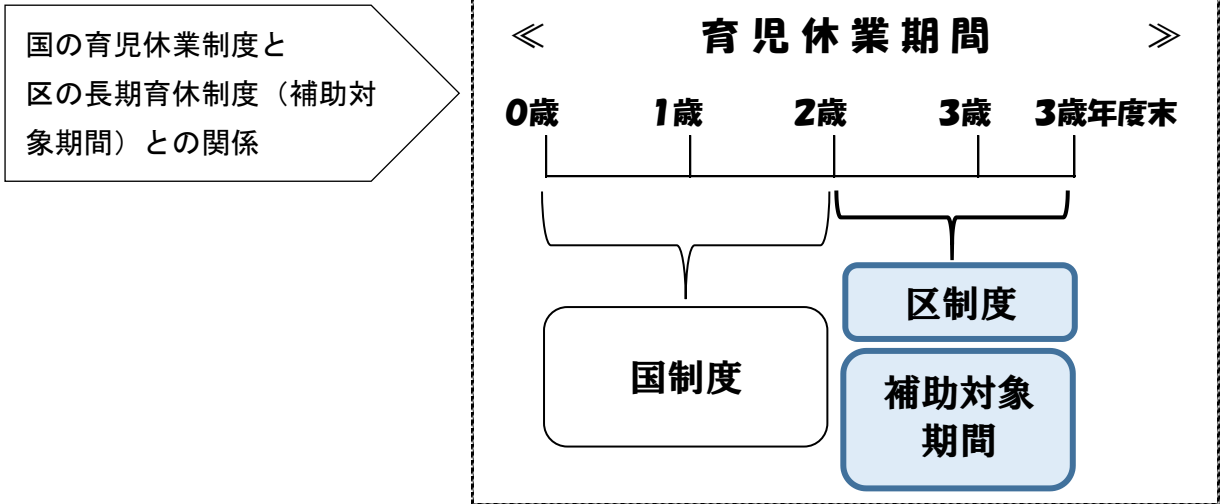 国の育児休業制度と
区の長期育休制度（補助対
象期間）との関係
≪ 育児休業期間 ≫
0歳 1歳 2歳 3歳 3歳年度末
区制度
国制度
補助対象
期間